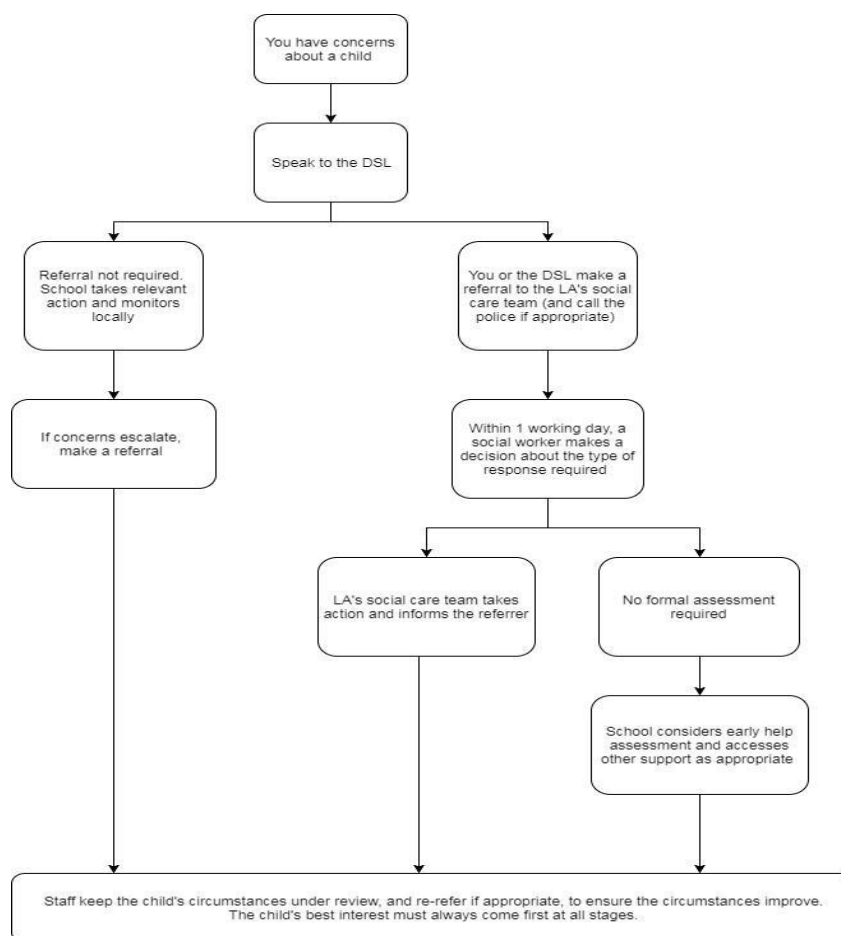 You have concerns
about a child
Speak to the DSL
Referral not required.
School takes relevant
action and monitors
locally
You or the DSL make a
referral to the LA's social
care team (and call the
police if appropriate)
If concerns escalate,
make a referral
Within 1 working day, a
social worker makes a
decision about the type of
response required
LA's social care team takes
action and informs the referrer
No formal assessment
required
School considers early help
assessment and accesses
other support as appropriate
Staff keep the child's circumstances under review, and re-refer if appropriate, to ensure the circumstances improve.
The child's best interest must always come first at all stages.